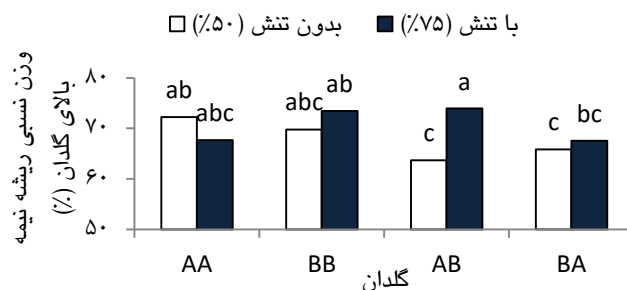 بدون تنش (۵۰٪) با تنش (۷۵٪)
وزن نسبی ریشه نیمه
بالای گلدان (٪)
۸۰
۷۰
۶۰
۵۰
ab abc abc ab c a c bc
AA BB AB BA
گلدان